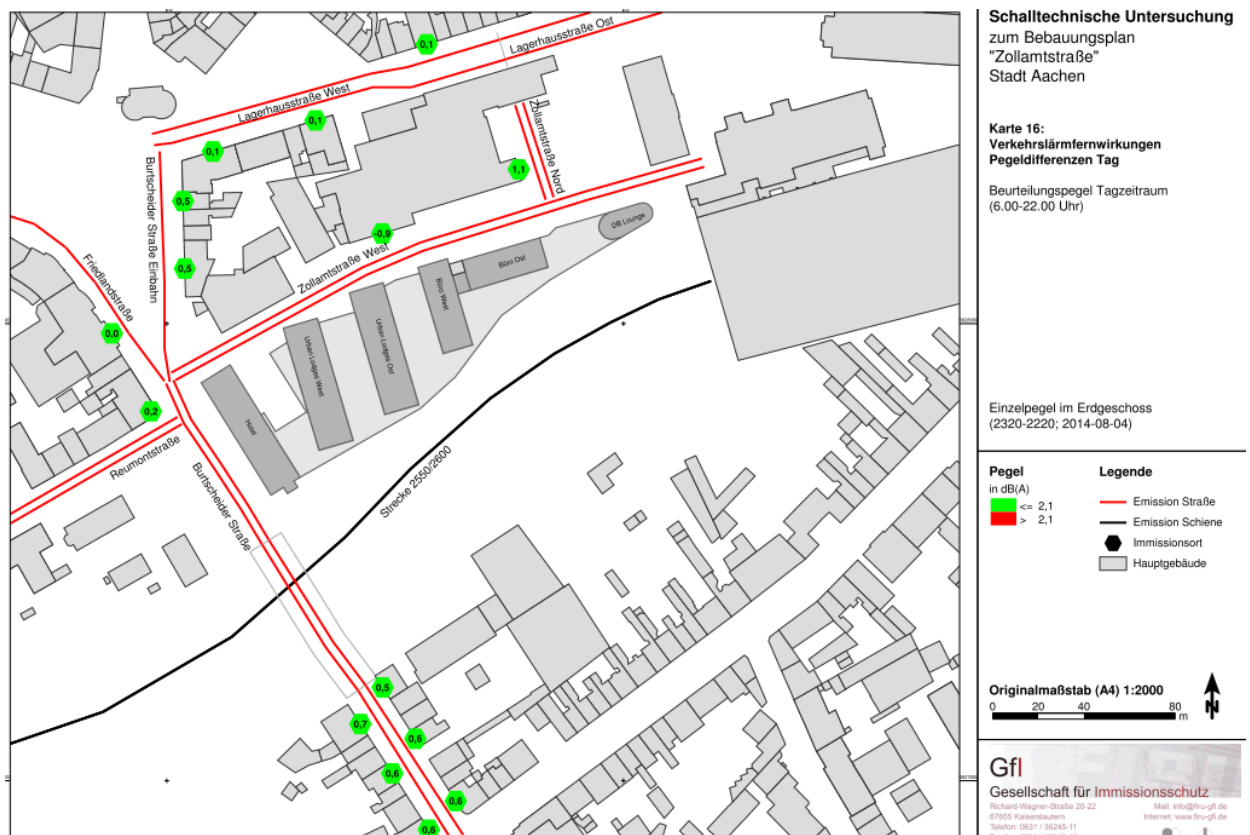 Schalltechnische Untersuchung
zum Bebauungsplan
"Zollamtstraße"
Stadt Aachen
Karte 16:
Verkehrslärmfernwirkungen
Pegeldifferenzen Tag
Beurteilungspegel Tagzeitraum
(6.00-22.00 Uhr)
Einzelpegel im Erdgeschoss
(2320-2220; 2014-08-04)
Pegel
in dB(A)
<= 2,1
> 2,1
Legende
Emission Straße
Emission Schiene
Immissionsort
Hauptgebäude
Originalmaßstab (A4) 1:2000
0 20 40 80
m
N
GfI
Gesellschaft für Immissionsschutz
Richard-Wagner-Straße 20-22
67655 Kaiserslautern
Telefon: 0631 / 36245-11
Mail: info@firu-gfi.de
Internet: www.firu-gfi.de
0,1
Lagerhausstraße Ost
Lagerhausstraße West
0,1
0,1
Zollamtstraße Nord
1,1
Burtscheider Straße Einbahn
0,5
DB Lounge
-0,9
Zollamtstraße West
Büro Ost
0,5
Büro West
Friedlandstraße
0,0
Urban Lodges Ost
Urban Lodges West
0,2
Hotel
Reumontstraße
Burtscheider Straße
Strecke 2550/2600
0,5
0,7
0,6
0,6
0,6
0,6